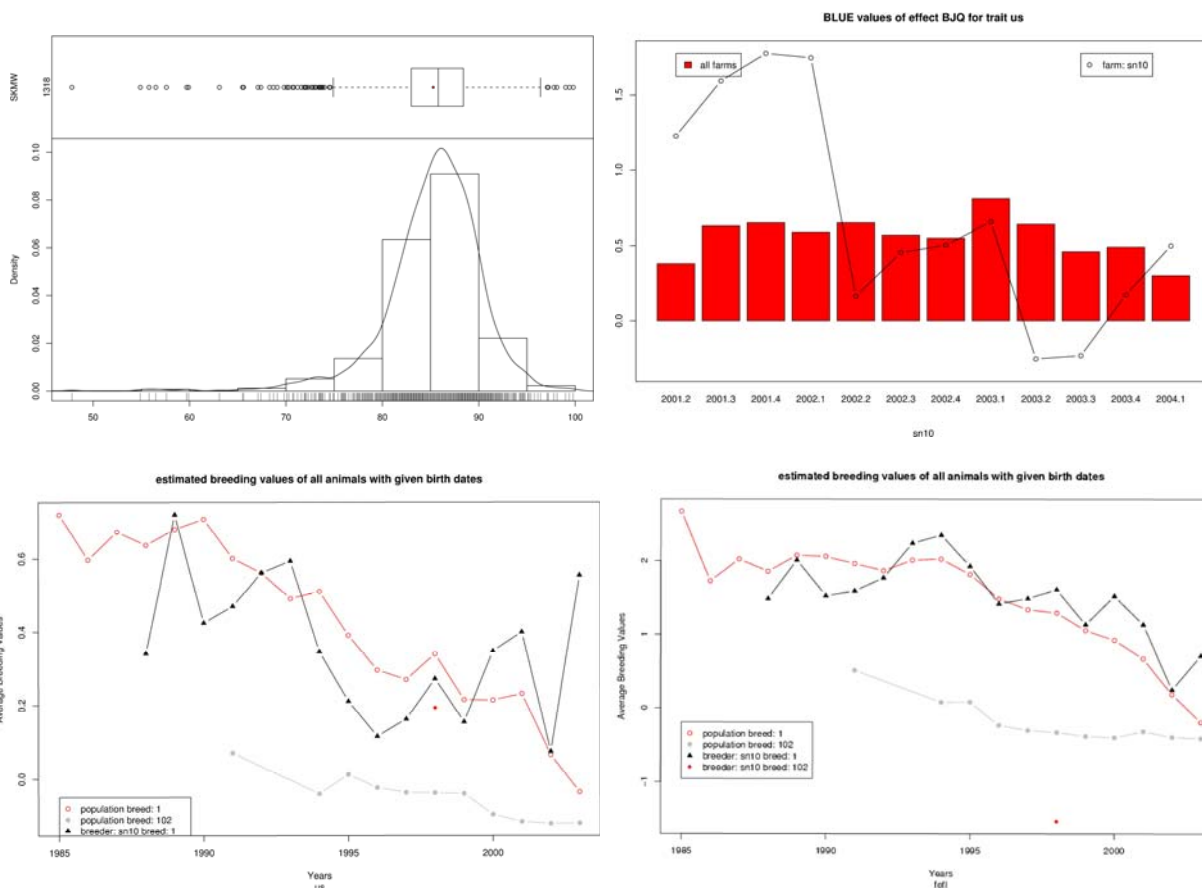 SKMW
1318
Density
0.10
0.08
0.06
0.04
0.02
0.00
50
60
70
80
90
100
BLUE values of effect BJQ for trait us
all farms
farm: sn10
1.5
1.0
0.5
0.0
2001.2 2001.3 2001.4 2002.1 2002.2 2002.3 2002.4 2003.1 2003.2 2003.3 2003.4 2004.1
sn10
estimated breeding values of all animals with given birth dates
Average Breeding Values
0.6
0.4
0.2
0.0
population breed: 1
population breed: 102
breeder: sn10 breed: 1
1985 1990 1995 2000
Years
us
estimated breeding values of all animals with given birth dates
Average Breeding Values
2
1
0
−1
population breed: 1
population breed: 102
breeder: sn10 breed: 1
breeder: sn10 breed: 102
1985 1990 1995 2000
Years